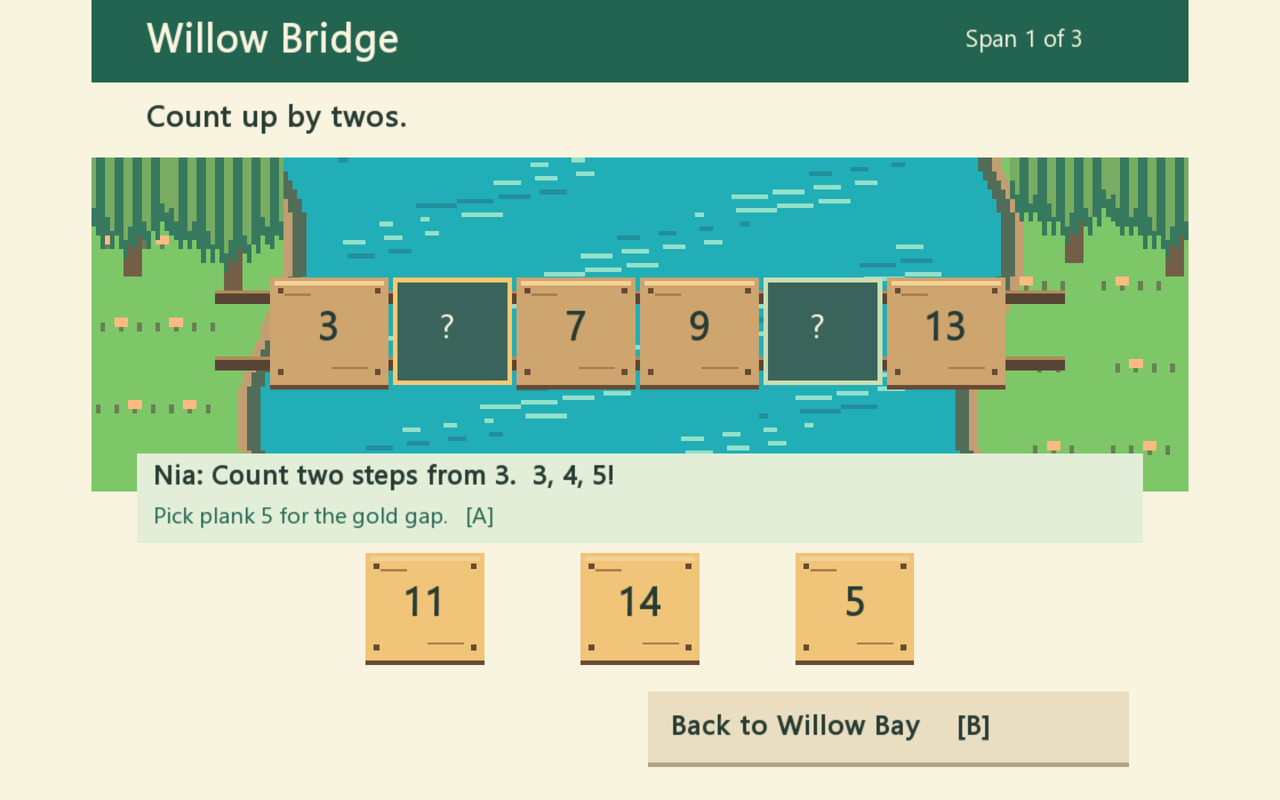 Willow Bridge
Span 1 of 3
Count up by twos.
3 ? 7 9 ? 13
Nia: Count two steps from 3.  3, 4, 5!
Pick plank 5 for the gold gap.   [A]
11 14 5
Back to Willow Bay [B]